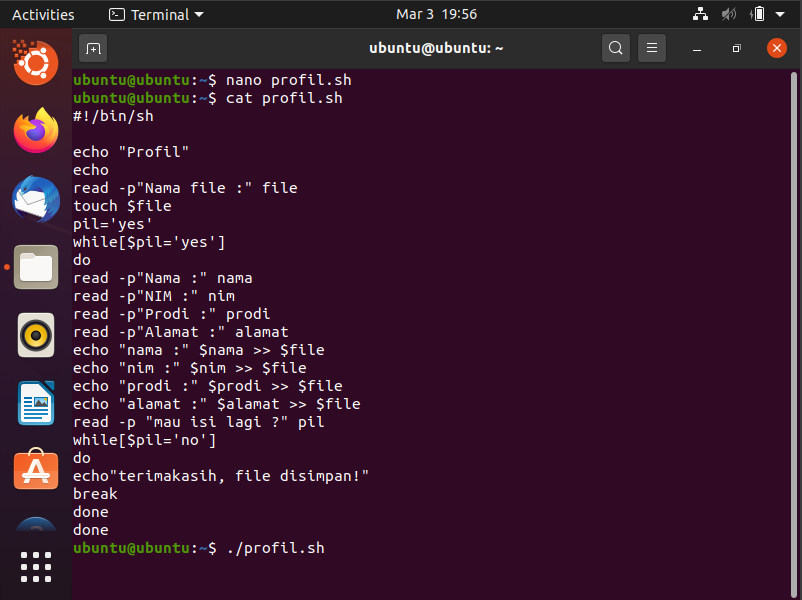 Activities
Terminal
Mar 3 19:56
ubuntu@ubuntu: ~
ubuntu@ubuntu:~$ nano profil.sh
ubuntu@ubuntu:~$ cat profil.sh
#!/bin/sh
echo "Profil"
echo
read -p"Nama file :" file
touch $file
pil='yes'
while[$pil='yes']
do
read -p"Nama :" nama
read -p"NIM :" nim
read -p"Prodi :" prodi
read -p"Alamat :" alamat
echo "nama :" $nama >> $file
echo "nim :" $nim >> $file
echo "prodi :" $prodi >> $file
echo "alamat :" $alamat >> $file
read -p "mau isi lagi ?" pil
while[$pil='no']
do
echo"terimakasih, file disimpan!"
break
done
done
ubuntu@ubuntu:~$ ./profil.sh